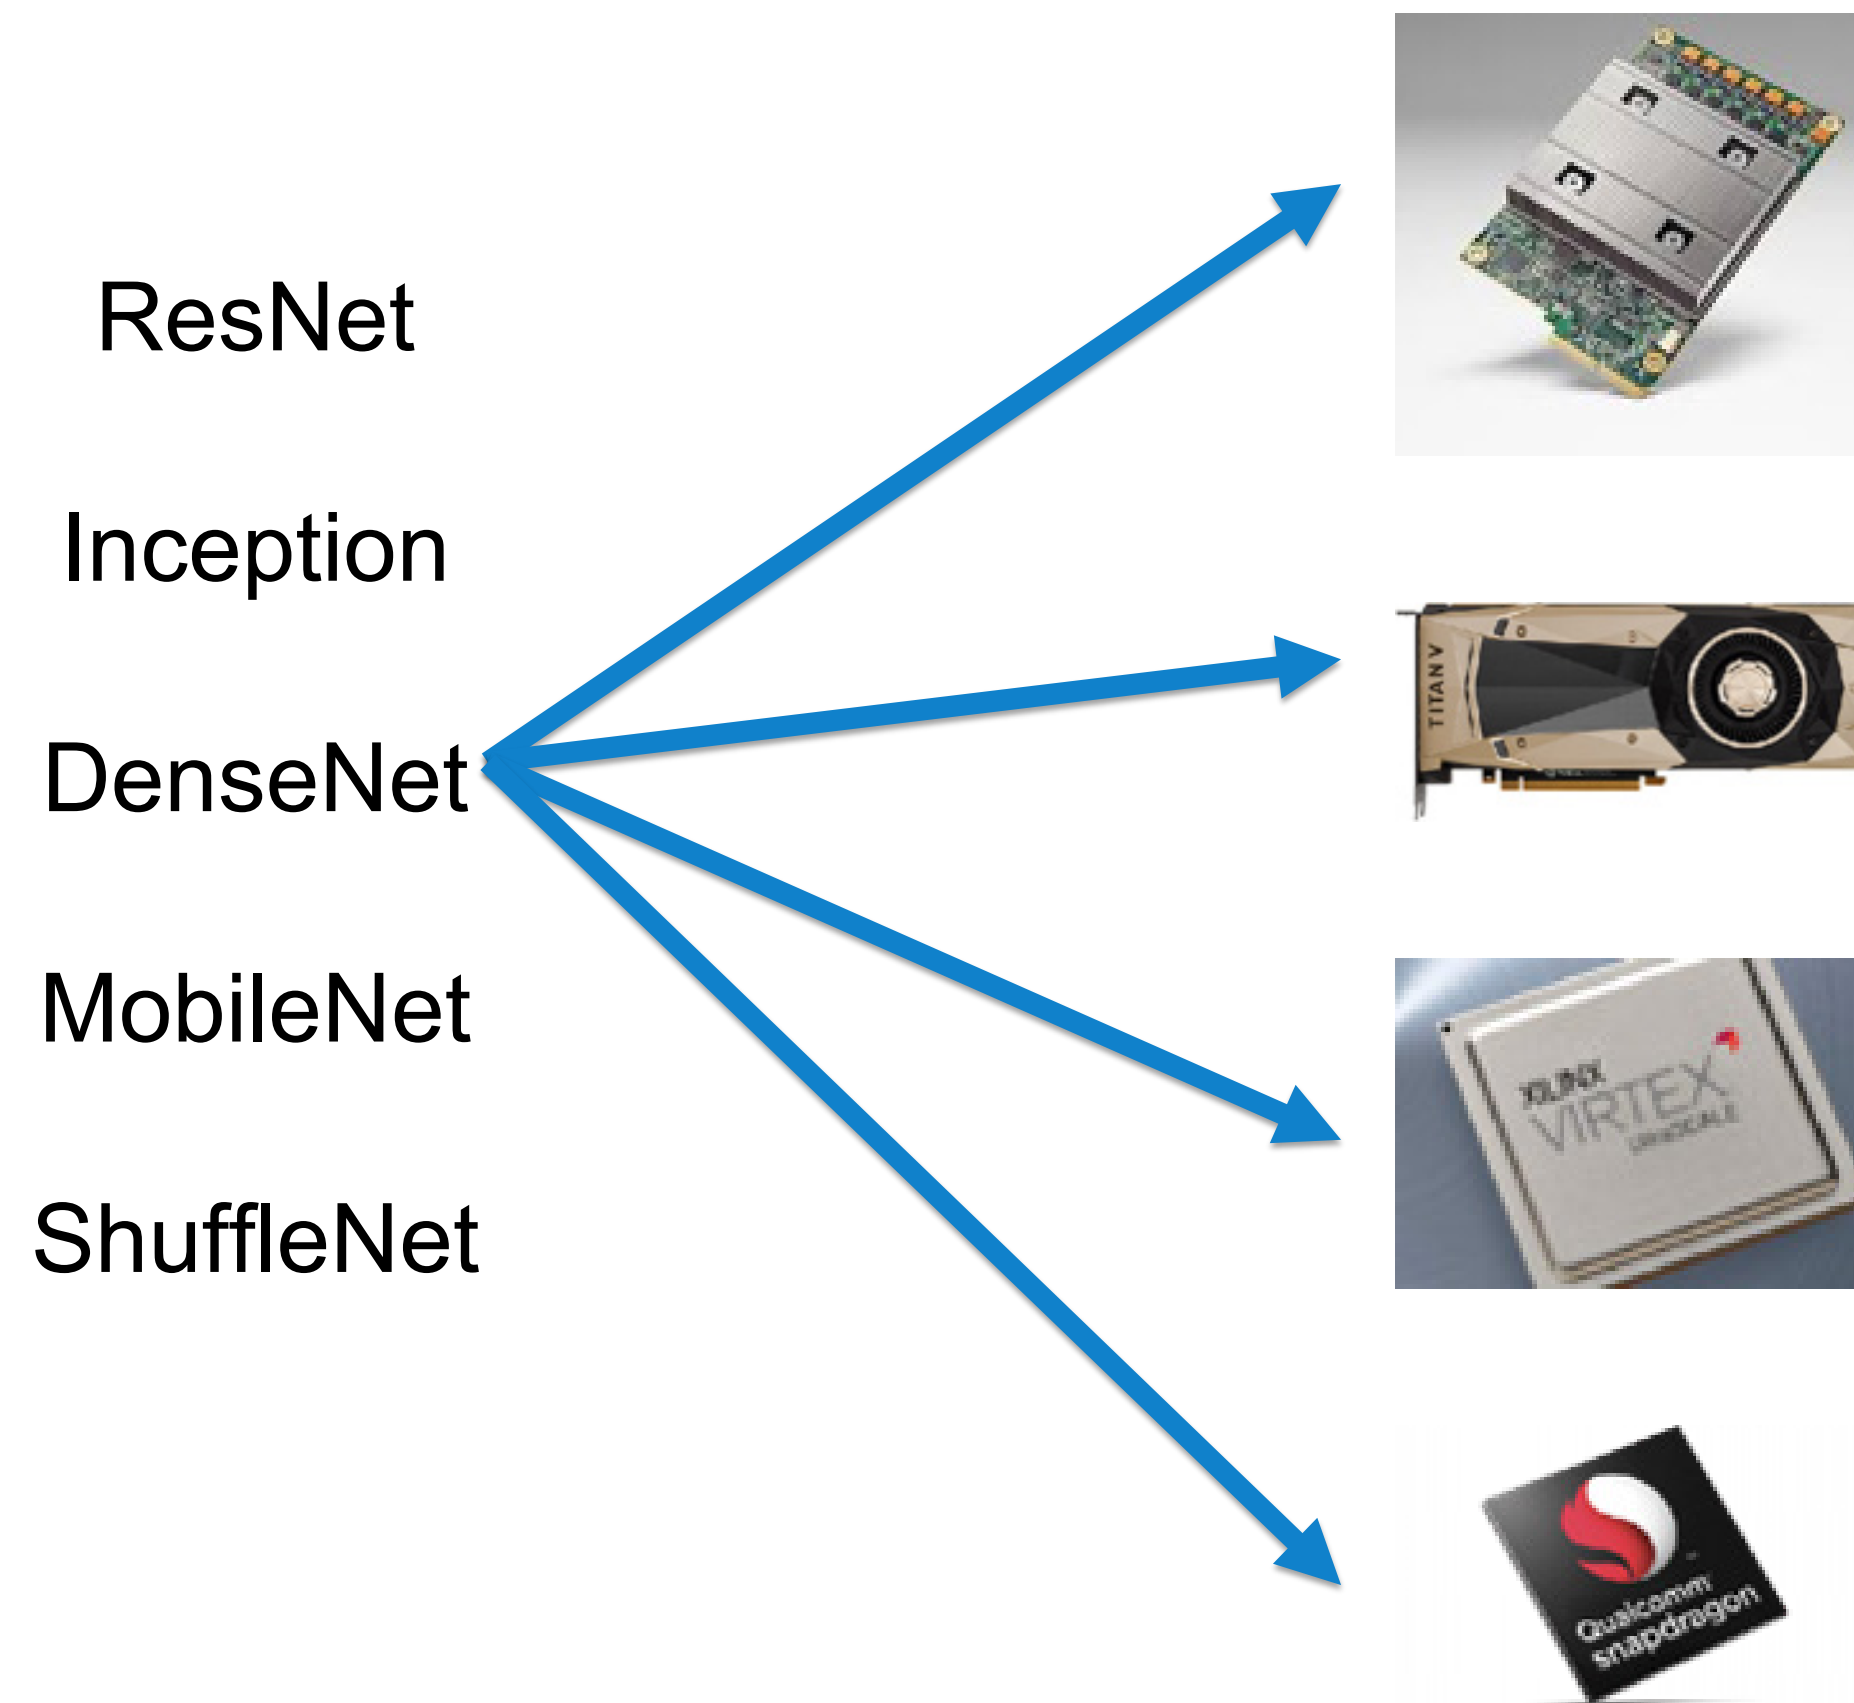 ResNet
Inception
DenseNet
MobileNet
ShuffleNet
TITAN V
XILINX
VIRTEX
Qualcomm
snapdragon